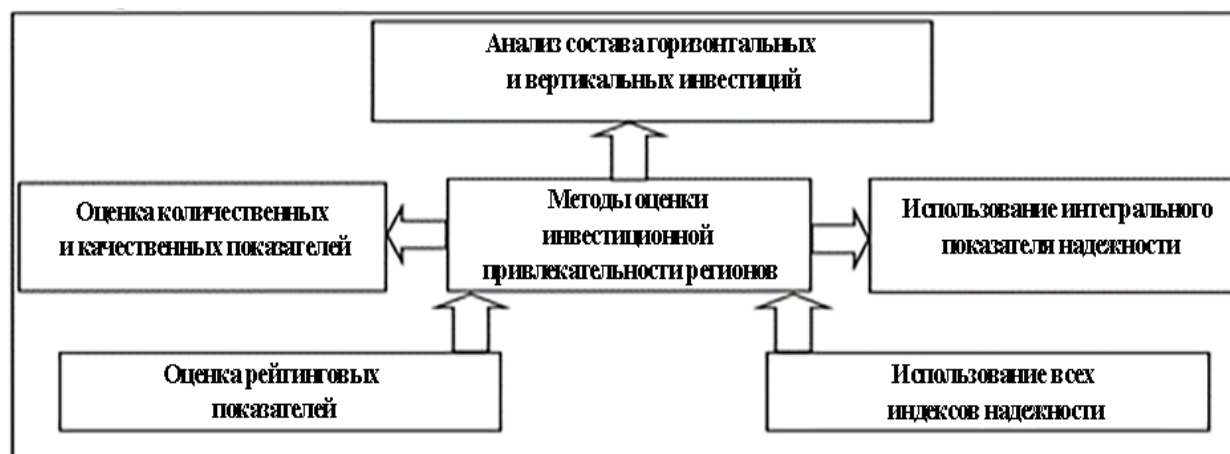 Анализ состава горизонтальных
и вертикальных инвестиций
Оценка количественных
и качественных показателей
Методы оценки
инвестиционной
привлекательности регионов
Использование интегрального
показателя надежности
Оценка рейтинговых
показателей
Использование всех
индексов надежности